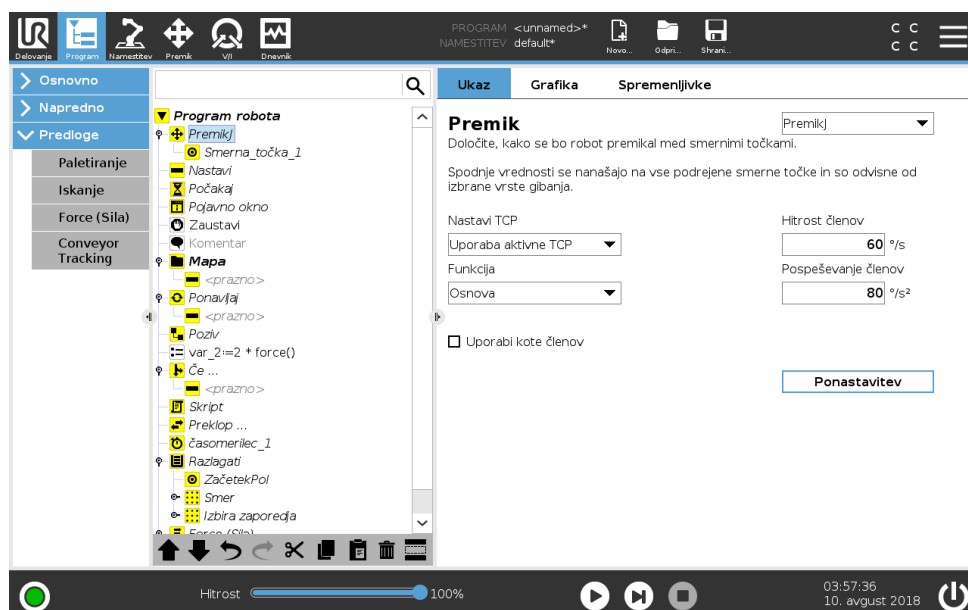 UR
PROGRAM <unnamed>*
NAMESTITEV default*
Delovanje Program Namestitev Premik V/I Dnevnik
Novo... Odpri... Shrani...
C C
C C
Osnovno
Napredno
Predloge
Paletiranje
Iskanje
Force (Sila)
Conveyor
Tracking
Program robota
PremikJ
Smerna_točka_1
Nastavi
Počakaj
Pojavno okno
Zaustavi
Komentar
Mapa
<prazno>
Ponavljaj
<prazno>
Poziv
var_2:=2 * force()
Če ...
<prazno>
Skript
Preklop ...
časomerilec_1
Razlagati
ZačetekPol
Smer
Izbira zaporedja
Force (Sila)
Ukaz Grafika Spremenljivke
Premik
PremikJ
Določite, kako se bo robot premikal med smernimi točkami.
Spodnje vrednosti se nanašajo na vse podrejene smerne točke in so odvisne od
izbrane vrste gibanja.
Nastavi TCP
Hitrost členov
Uporaba aktivne TCP
60 °/s
Funkcija
Pospeševanje členov
Osnova
80 °/s²
Uporabi kote členov
Ponastavitev
Hitrost 100%
03:57:36
10. avgust 2018